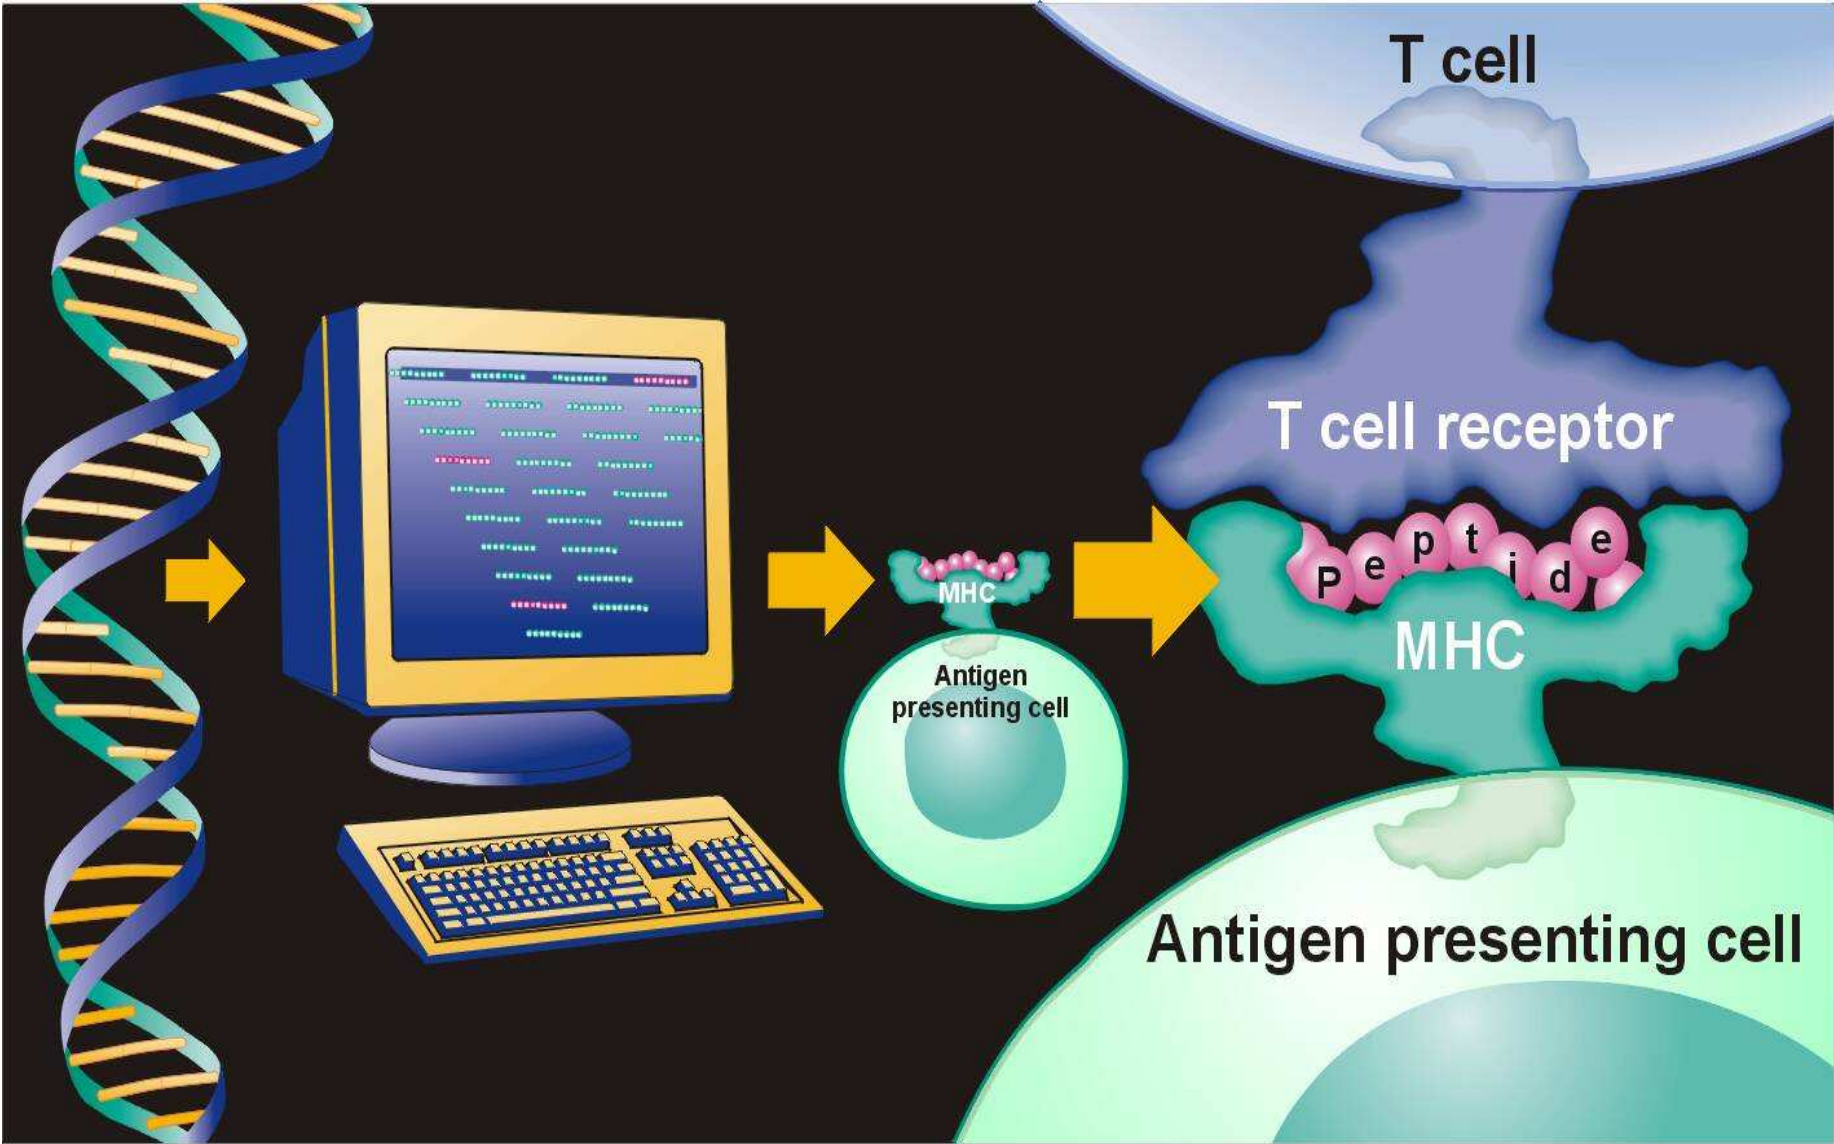 T cell
T cell receptor
Peptide
MHC
MHC
Antigen
presenting cell
Antigen presenting cell